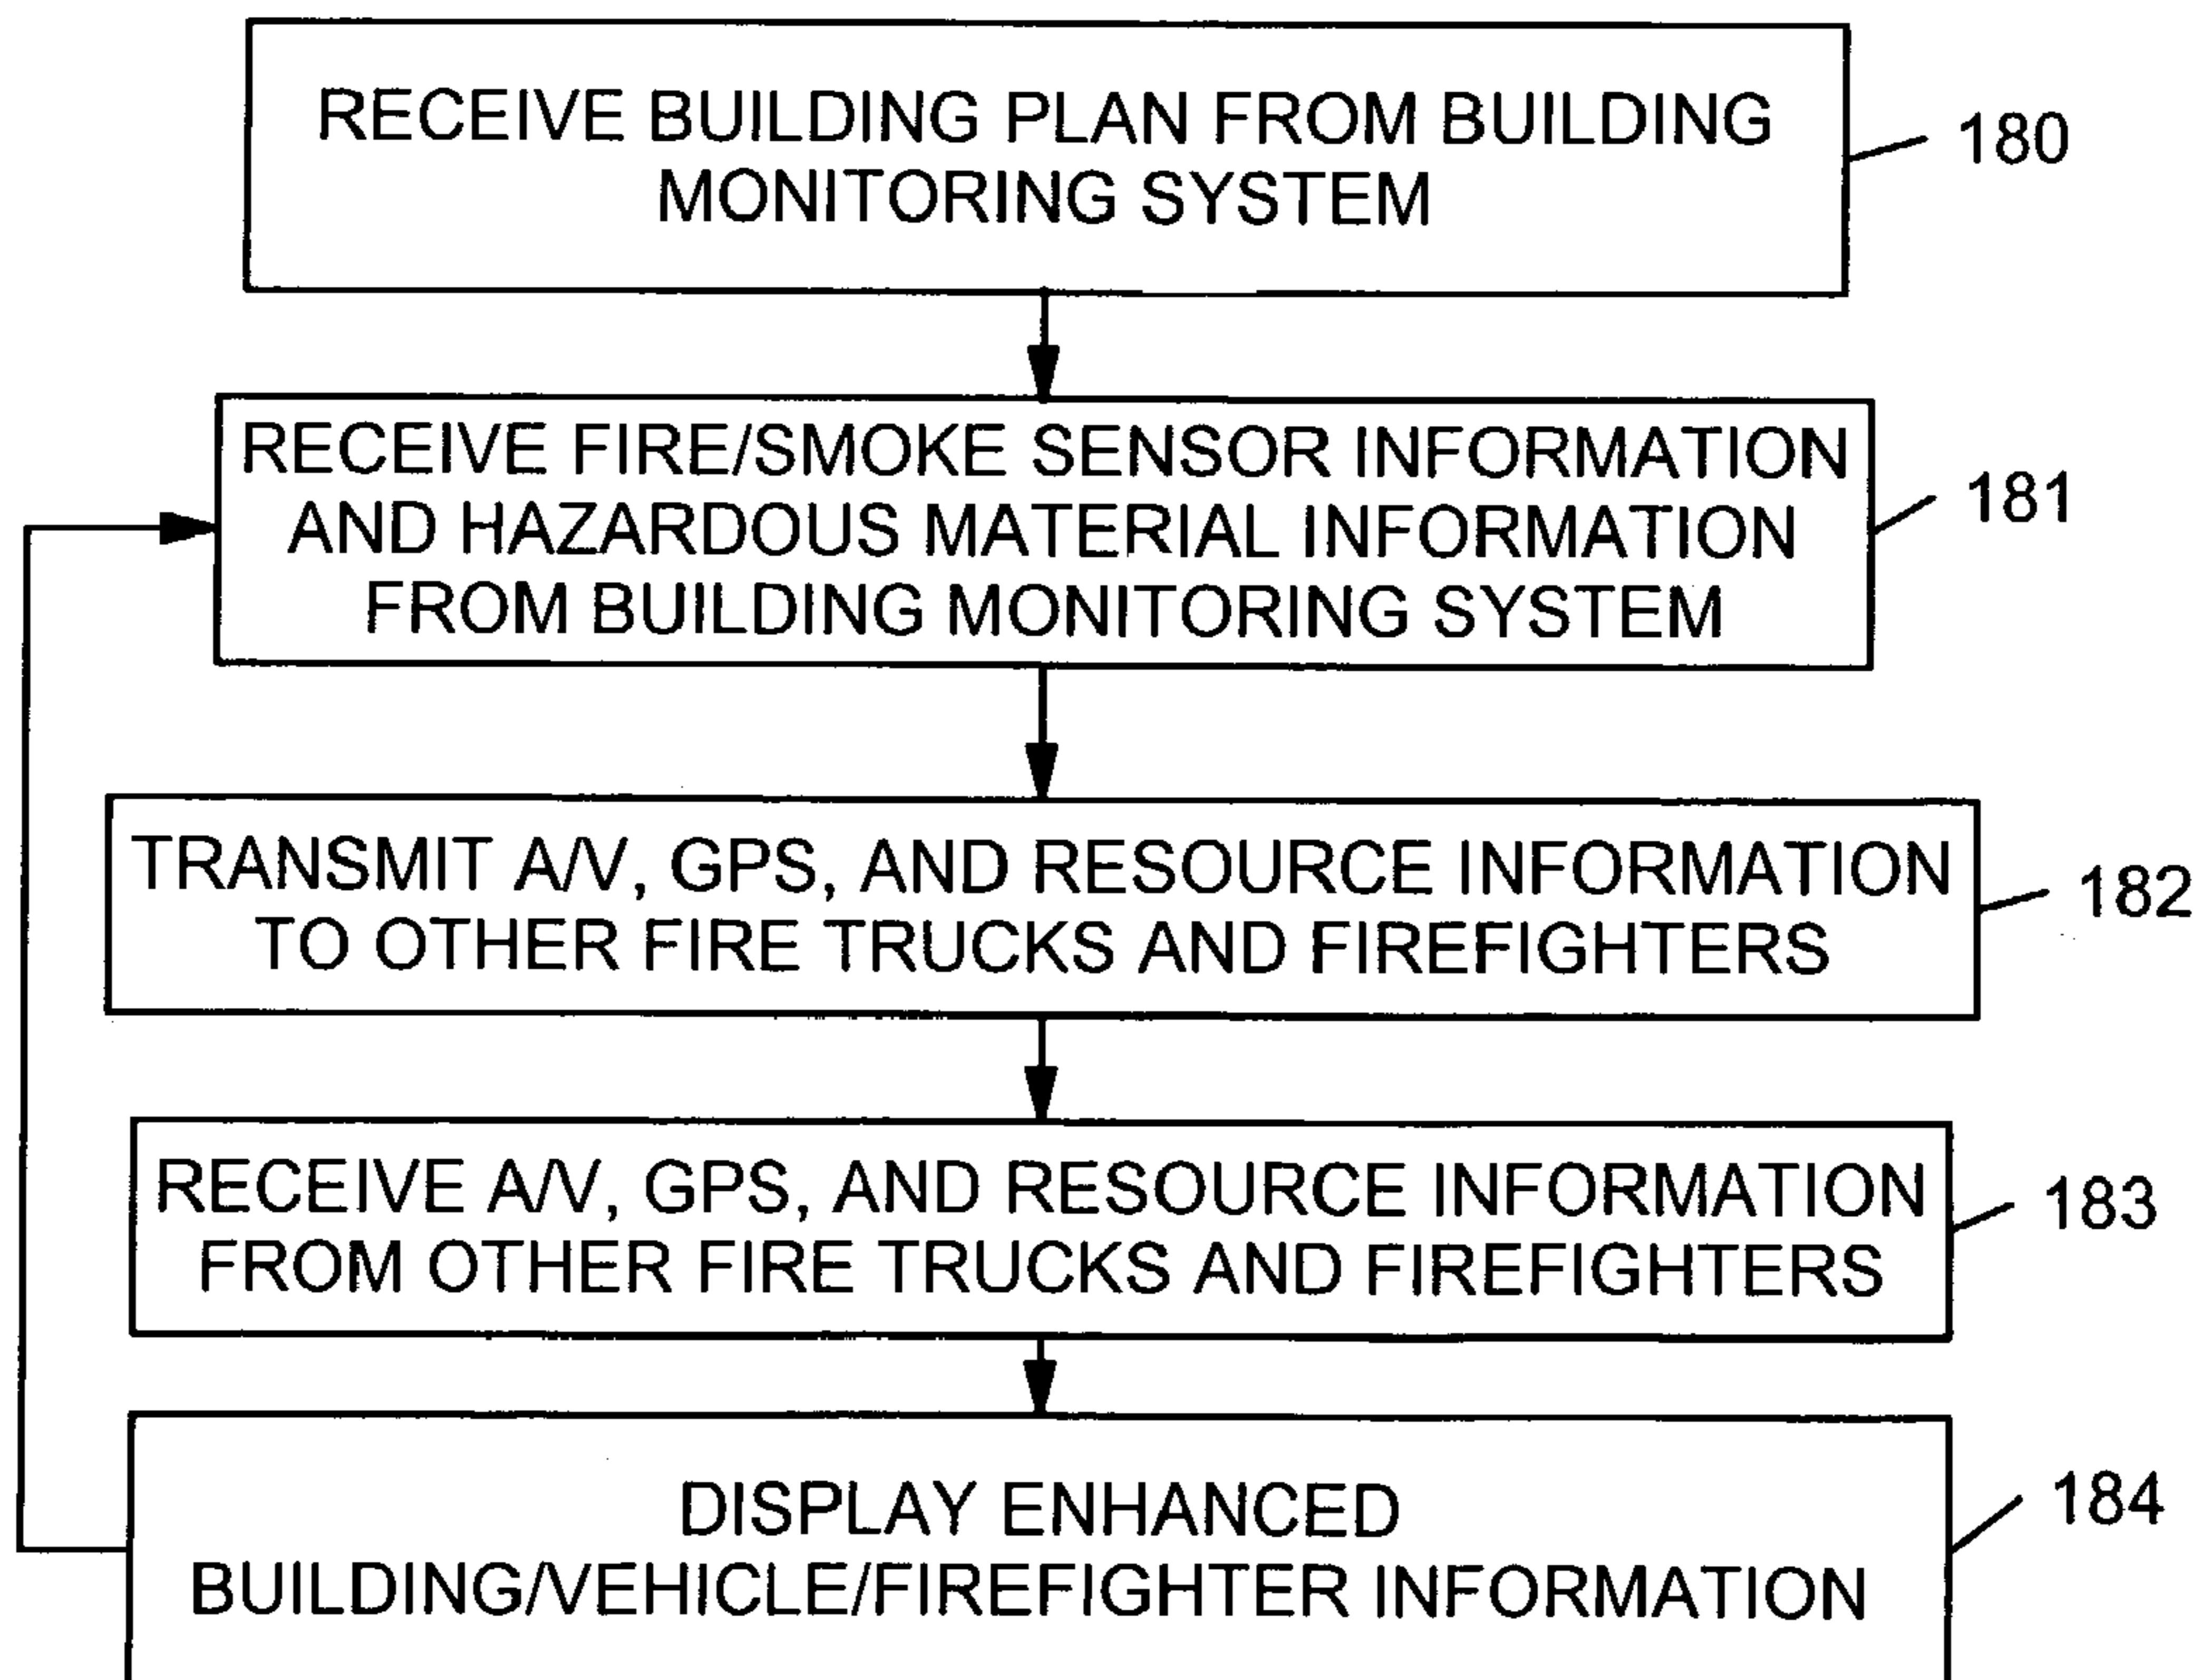 RECEIVE BUILDING PLAN FROM BUILDING
MONITORING SYSTEM
180
RECEIVE FIRE/SMOKE SENSOR INFORMATION
AND HAZARDOUS MATERIAL INFORMATION
FROM BUILDING MONITORING SYSTEM
181
TRANSMIT A/V, GPS, AND RESOURCE INFORMATION
TO OTHER FIRE TRUCKS AND FIREFIGHTERS
182
RECEIVE A/V, GPS, AND RESOURCE INFORMATION
FROM OTHER FIRE TRUCKS AND FIREFIGHTERS
183
DISPLAY ENHANCED
BUILDING/VEHICLE/FIREFIGHTER INFORMATION
184